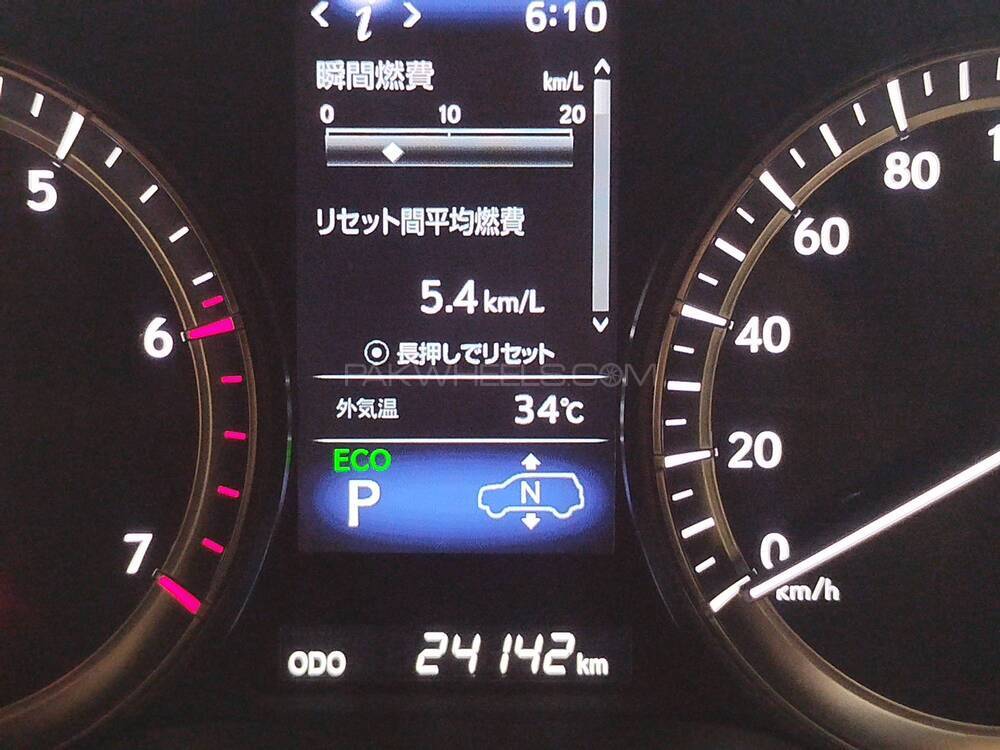 < i > 6:10
瞬間燃費 km/L
0 10 20
リセット間平均燃費
5.4 km/L
長押しでリセット
PAKWHEELS.COM
外気温 34℃
ECO
P N
ODO 24142 km
5
6
7
80
60
40
20
0
km/h